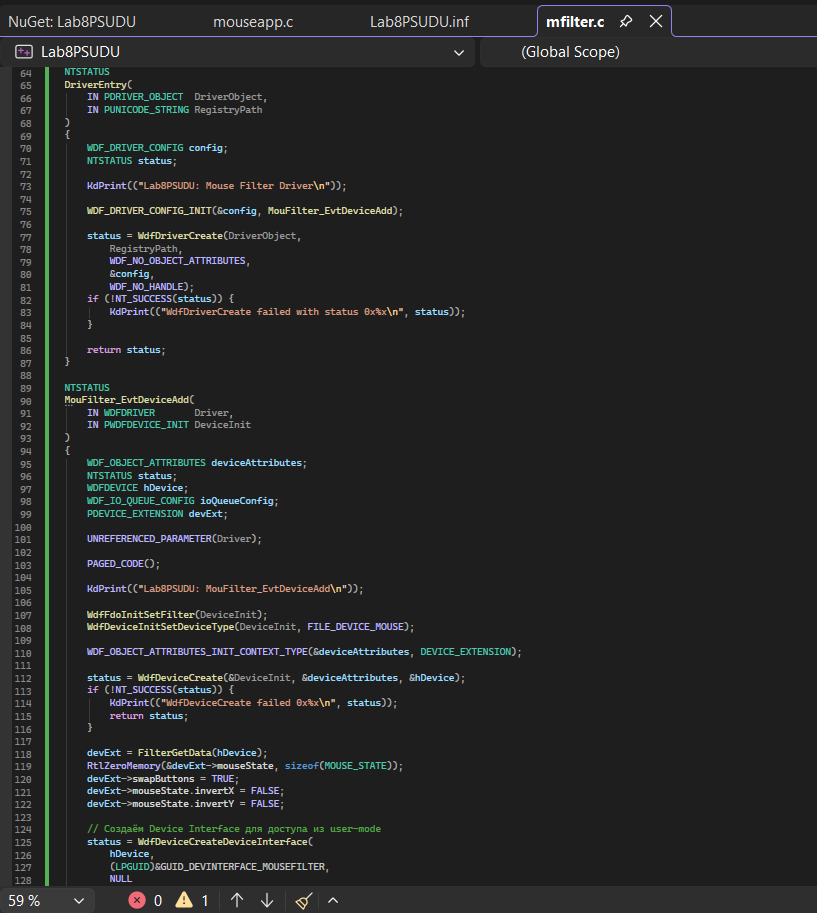 NuGet: Lab8PSUDU mouseapp.c Lab8PSUDU.inf mfilter.c
Lab8PSUDU (Global Scope)
64 NTSTATUS
65 DriverEntry(
66 IN PDRIVER_OBJECT DriverObject,
67 IN PUNICODE_STRING RegistryPath
68 )
69 {
70 WDF_DRIVER_CONFIG config;
71 NTSTATUS status;
72
73 KdPrint(("Lab8PSUDU: Mouse Filter Driver\n"));
74
75 WDF_DRIVER_CONFIG_INIT(&config, MouFilter_EvtDeviceAdd);
76
77 status = WdfDriverCreate(DriverObject,
78 RegistryPath,
79 WDF_NO_OBJECT_ATTRIBUTES,
80 &config,
81 WDF_NO_HANDLE);
82 if (!NT_SUCCESS(status)) {
83 KdPrint(("WdfDriverCreate failed with status 0x%x\n", status));
84 }
85
86 return status;
87 }
88
89 NTSTATUS
90 MouFilter_EvtDeviceAdd(
91 IN WDFDRIVER Driver,
92 IN PWDFDEVICE_INIT DeviceInit
93 )
94 {
95 WDF_OBJECT_ATTRIBUTES deviceAttributes;
96 NTSTATUS status;
97 WDFDEVICE hDevice;
98 WDF_IO_QUEUE_CONFIG ioQueueConfig;
99 PDEVICE_EXTENSION devExt;
100
101 UNREFERENCED_PARAMETER(Driver);
102
103 PAGED_CODE();
104
105 KdPrint(("Lab8PSUDU: MouFilter_EvtDeviceAdd\n"));
106
107 WdfFdoInitSetFilter(DeviceInit);
108 WdfDeviceInitSetDeviceType(DeviceInit, FILE_DEVICE_MOUSE);
109
110 WDF_OBJECT_ATTRIBUTES_INIT_CONTEXT_TYPE(&deviceAttributes, DEVICE_EXTENSION);
111
112 status = WdfDeviceCreate(&DeviceInit, &deviceAttributes, &hDevice);
113 if (!NT_SUCCESS(status)) {
114 KdPrint(("WdfDeviceCreate failed 0x%x\n", status));
115 return status;
116 }
117
118 devExt = FilterGetData(hDevice);
119 RtlZeroMemory(&devExt->mouseState, sizeof(MOUSE_STATE));
120 devExt->swapButtons = TRUE;
121 devExt->mouseState.invertX = FALSE;
122 devExt->mouseState.invertY = FALSE;
123
124 // Создаём Device Interface для доступа из user-mode
125 status = WdfDeviceCreateDeviceInterface(
126 hDevice,
127 (LPGUID)&GUID_DEVINTERFACE_MOUSEFILTER,
128 NULL
59 % 0 1